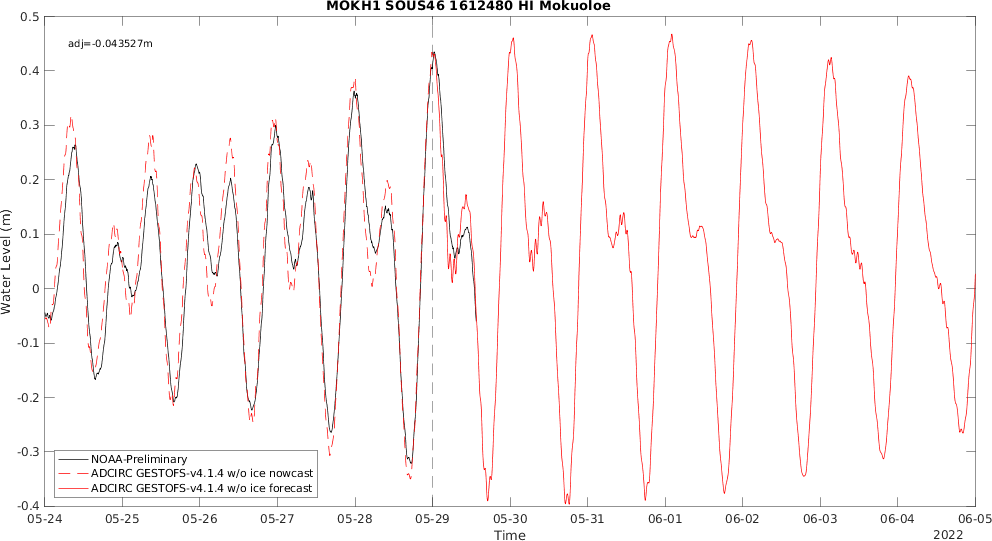 MOKH1 SOUS46 1612480 HI Mokuoloe
adj=-0.043527m
Water Level (m)
0.5
0.4
0.3
0.2
0.1
0
-0.1
-0.2
-0.3
-0.4
NOAA-Preliminary
ADCIRC GESTOFS-v4.1.4 w/o ice nowcast
ADCIRC GESTOFS-v4.1.4 w/o ice forecast
05-24 05-25 05-26 05-27 05-28 05-29 05-30 05-31 06-01 06-02 06-03 06-04 06-05
Time
2022